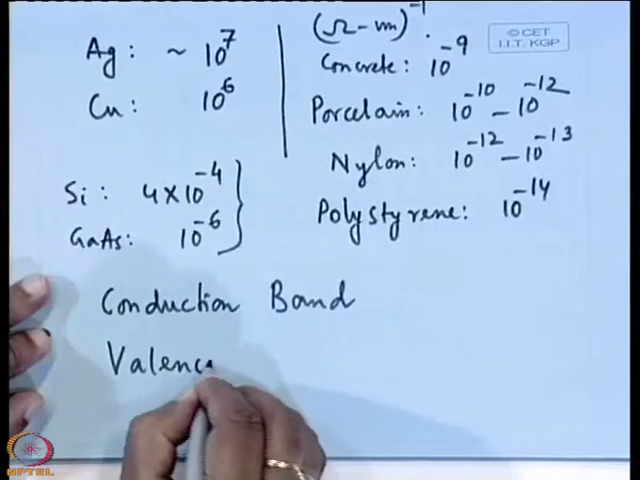 (Ω-m)⁻¹.
© CET
I.I.T. KGP
Ag: ~ 10⁷
Cu: 10⁶
Concrete: 10⁻⁹
Porcelain: 10⁻¹⁰ – 10⁻¹²
Nylon: 10⁻¹² – 10⁻¹³
Polystyrene: 10⁻¹⁴
Si: 4×10⁻⁴
GaAs: 10⁻⁶
Conduction Band
Valenc
NPTEL